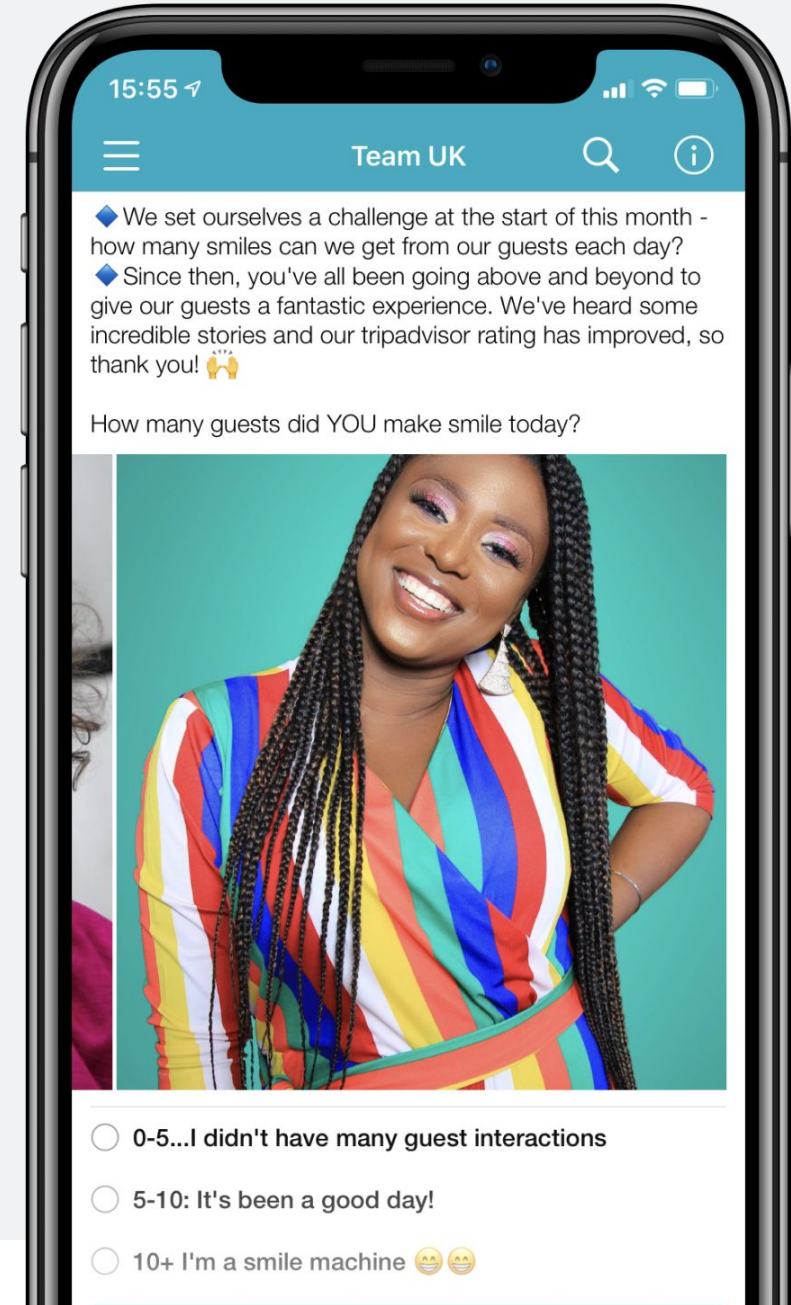 15:55
Team UK
🔷We set ourselves a challenge at the start of this month -
how many smiles can we get from our guests each day?
🔷Since then, you've all been going above and beyond to
give our guests a fantastic experience. We've heard some
incredible stories and our tripadvisor rating has improved, so
thank you! 🙌
How many guests did YOU make smile today?
0-5...I didn't have many guest interactions
5-10: It's been a good day!
10+ I'm a smile machine 😁😁